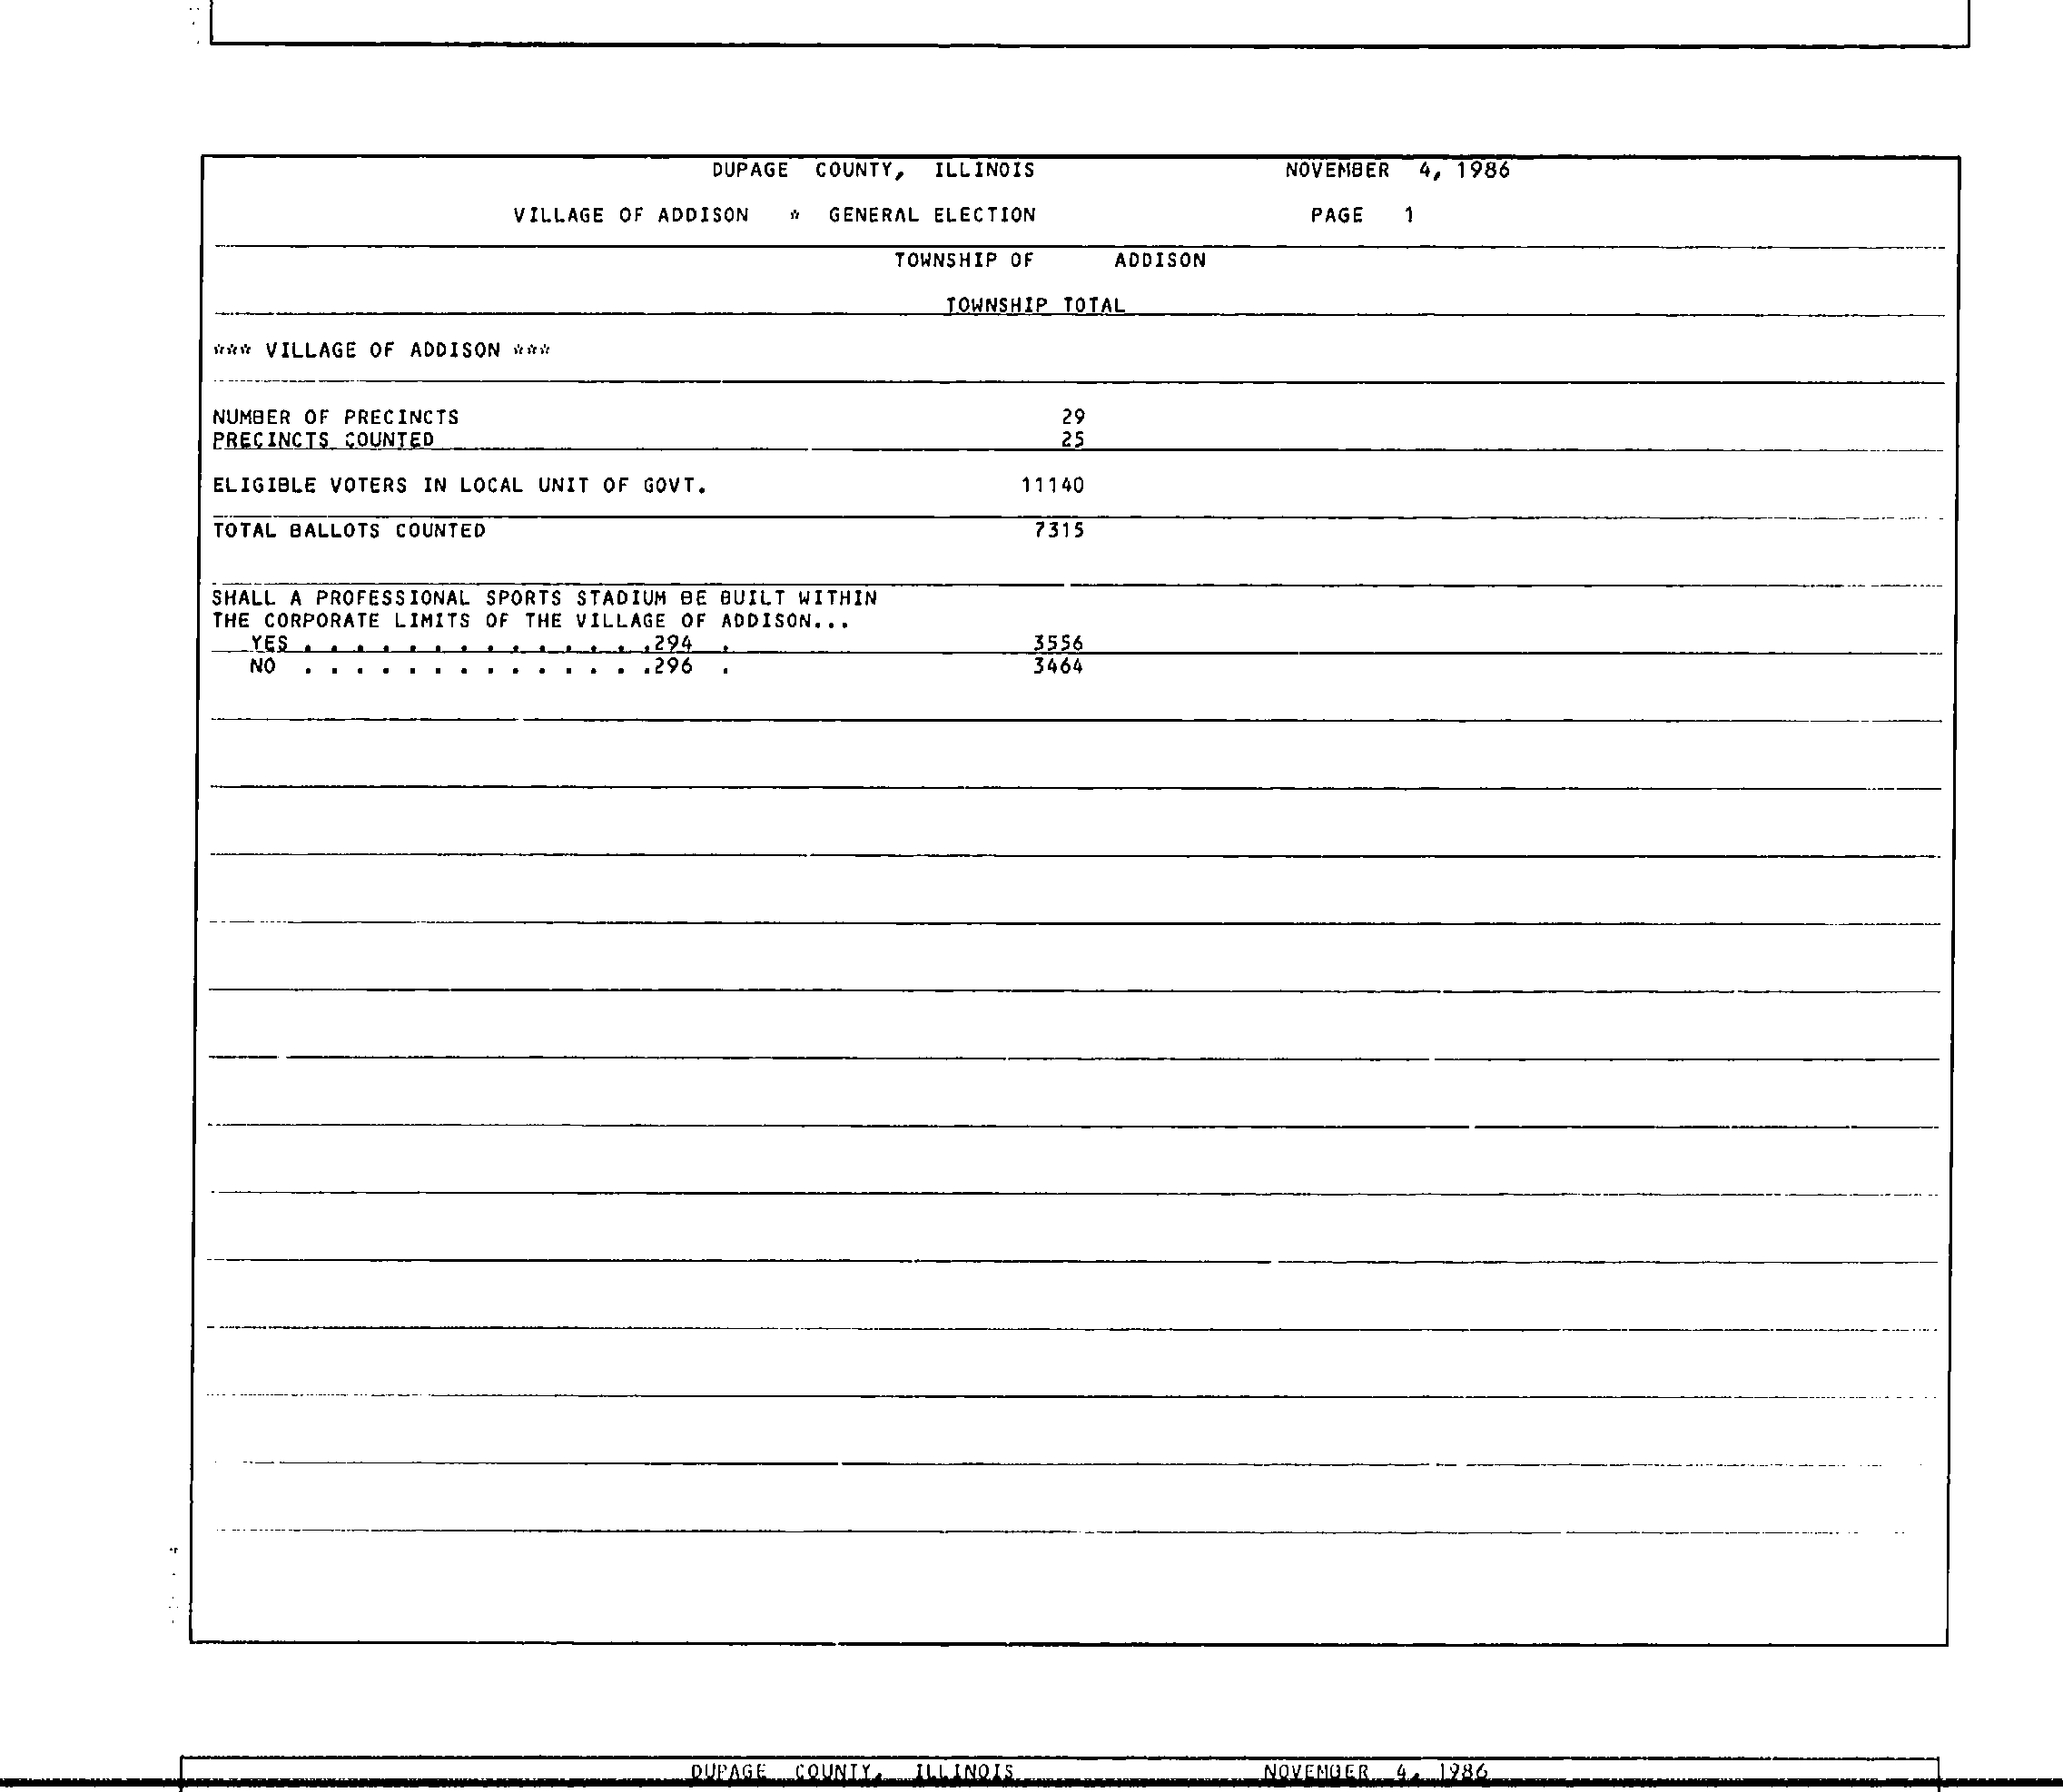 DUPAGE COUNTY, ILLINOIS NOVEMBER 4, 1986
VILLAGE OF ADDISON * GENERAL ELECTION PAGE 1
TOWNSHIP OF ADDISON
TOWNSHIP TOTAL
*** VILLAGE OF ADDISON ***
NUMBER OF PRECINCTS 29
PRECINCTS COUNTED 25
ELIGIBLE VOTERS IN LOCAL UNIT OF GOVT. 11140
TOTAL BALLOTS COUNTED 7315
SHALL A PROFESSIONAL SPORTS STADIUM BE BUILT WITHIN
THE CORPORATE LIMITS OF THE VILLAGE OF ADDISON...
YES . . . . . . . . . . . . . .294 . 3556
NO . . . . . . . . . . . . . .296 . 3464
DUPAGE COUNTY, ILLINOIS NOVEMBER 4, 1986